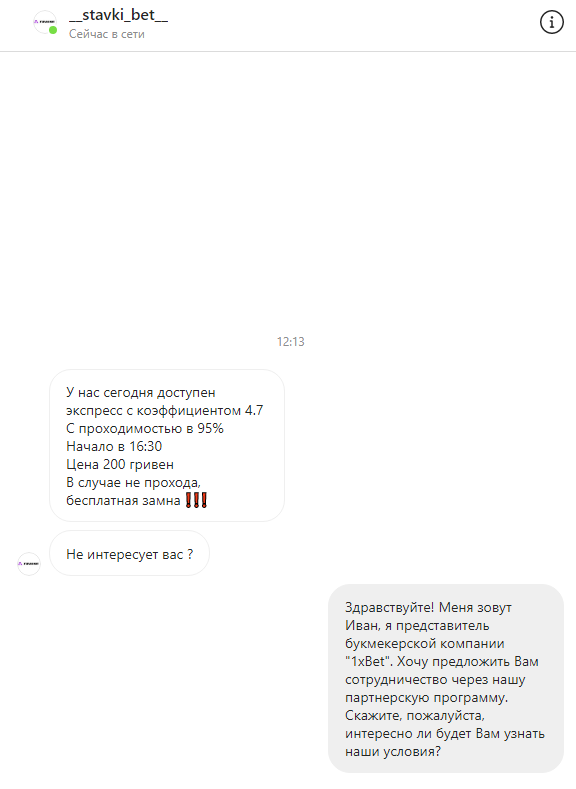 __stavki_bet__
Сейчас в сети
12:13
У нас сегодня доступен
экспресс с коэффициентом 4.7
С проходимостью в 95%
Начало в 16:30
Цена 200 гривен
В случае не прохода,
бесплатная замна ❗❗❗
Не интересует вас ?
Здравствуйте! Меня зовут
Иван, я представитель
букмекерской компании
"1xBet". Хочу предложить Вам
сотрудничество через нашу
партнерскую программу.
Скажите, пожалуйста,
интересно ли будет Вам узнать
наши условия?